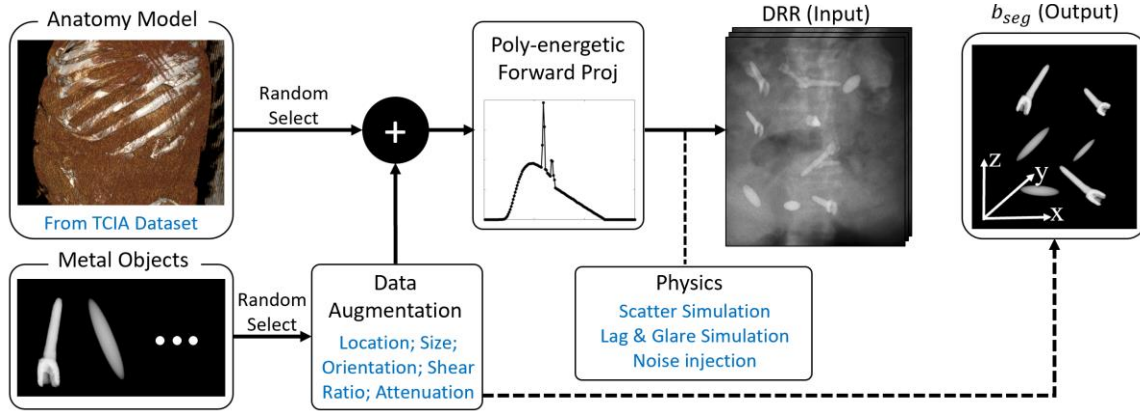 Anatomy Model
From TCIA Dataset
Random
Select
+
Poly-energetic
Forward Proj
DRR (Input)
b_seg (Output)
z
y
x
Metal Objects
Random
Select
Data
Augmentation
Location; Size;
Orientation; Shear
Ratio; Attenuation
Physics
Scatter Simulation
Lag & Glare Simulation
Noise injection